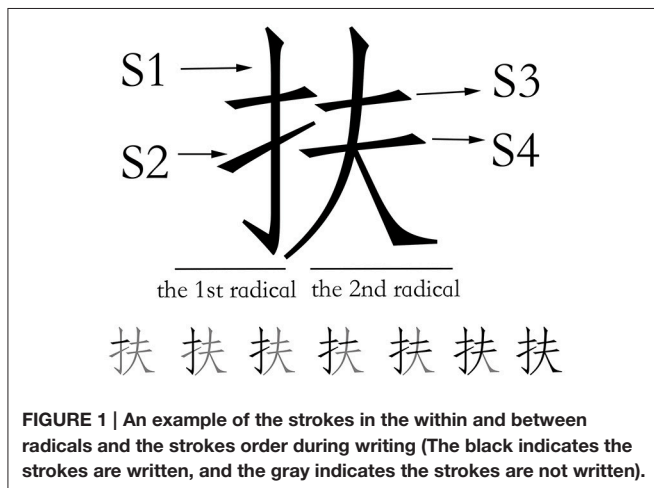 扶
S1
S2
S3
S4
the 1st radical the 2nd radical
扶 扶 扶 扶 扶 扶 扶
FIGURE 1 | An example of the strokes in the within and between
radicals and the strokes order during writing (The black indicates the
strokes are written, and the gray indicates the strokes are not written).